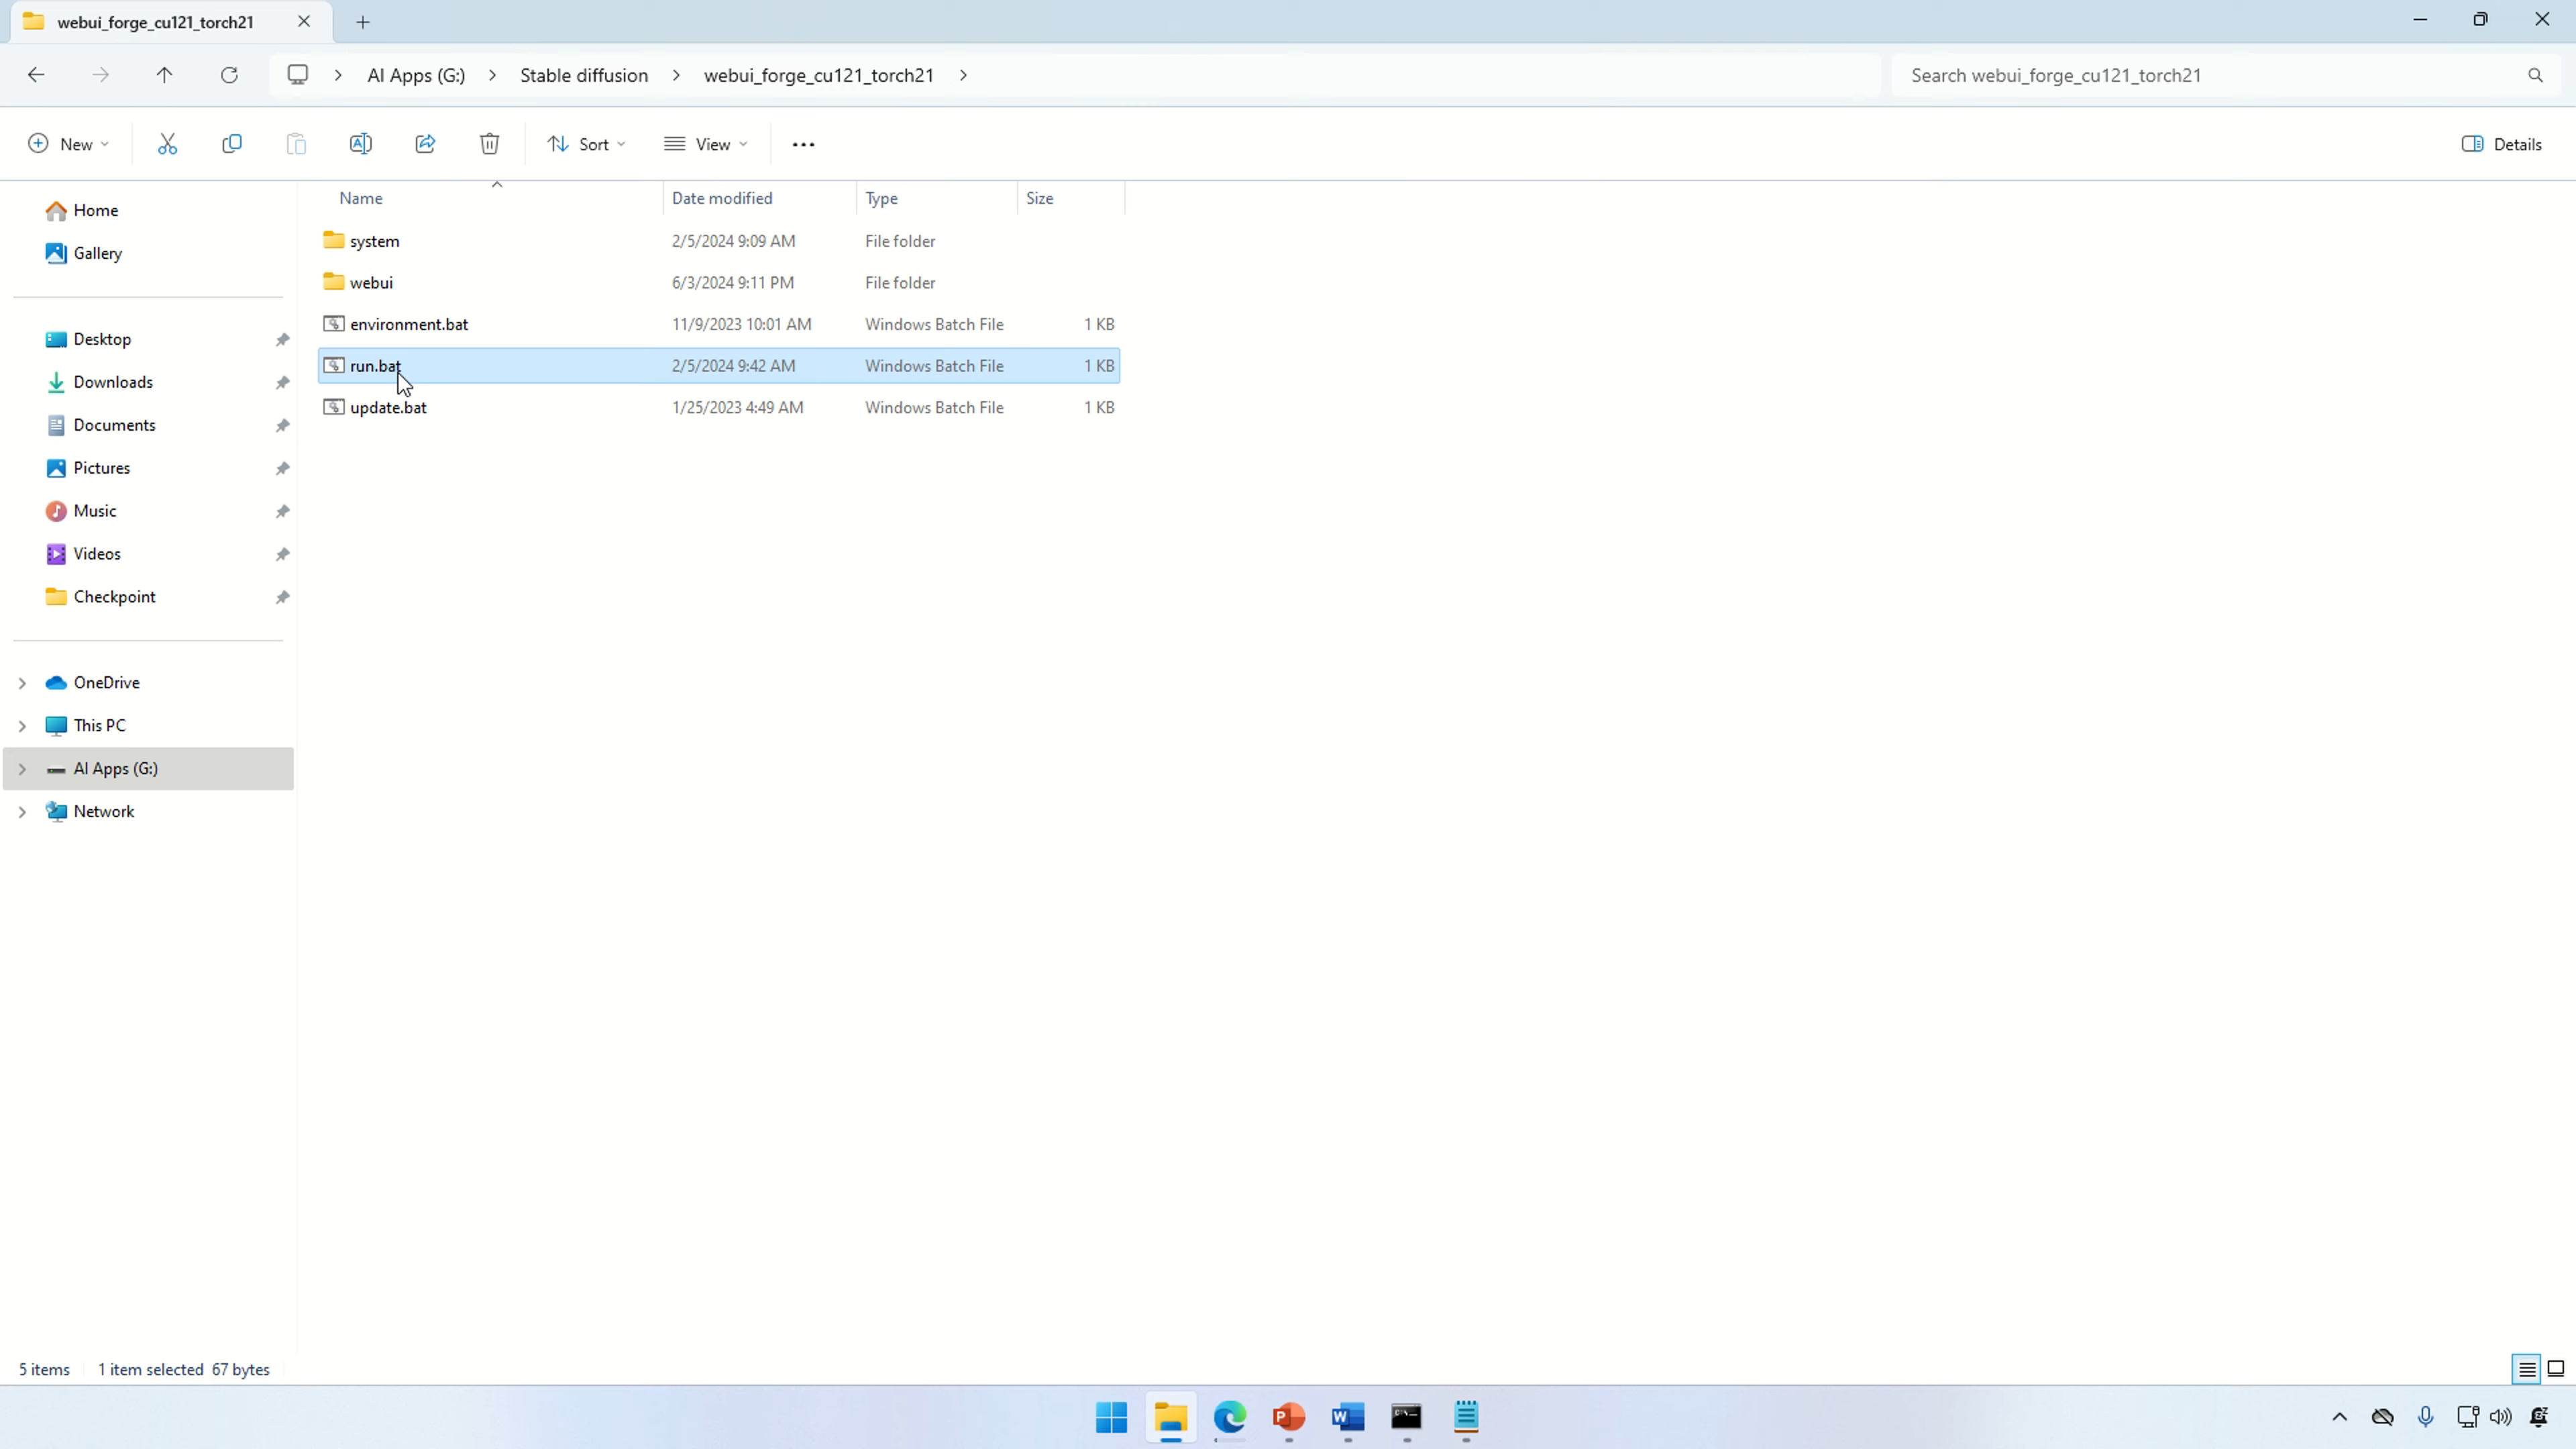 webui_forge_cu121_torch21
AI Apps (G:) Stable diffusion webui_forge_cu121_torch21
Search webui_forge_cu121_torch21
New Sort View Details
Name Date modified Type Size
Home
Gallery
Desktop
Downloads
Documents
Pictures
Music
Videos
Checkpoint
OneDrive
This PC
AI Apps (G:)
Network
system 2/5/2024 9:09 AM File folder
webui 6/3/2024 9:11 PM File folder
environment.bat 11/9/2023 10:01 AM Windows Batch File 1 KB
run.bat 2/5/2024 9:42 AM Windows Batch File 1 KB
update.bat 1/25/2023 4:49 AM Windows Batch File 1 KB
5 items 1 item selected 67 bytes